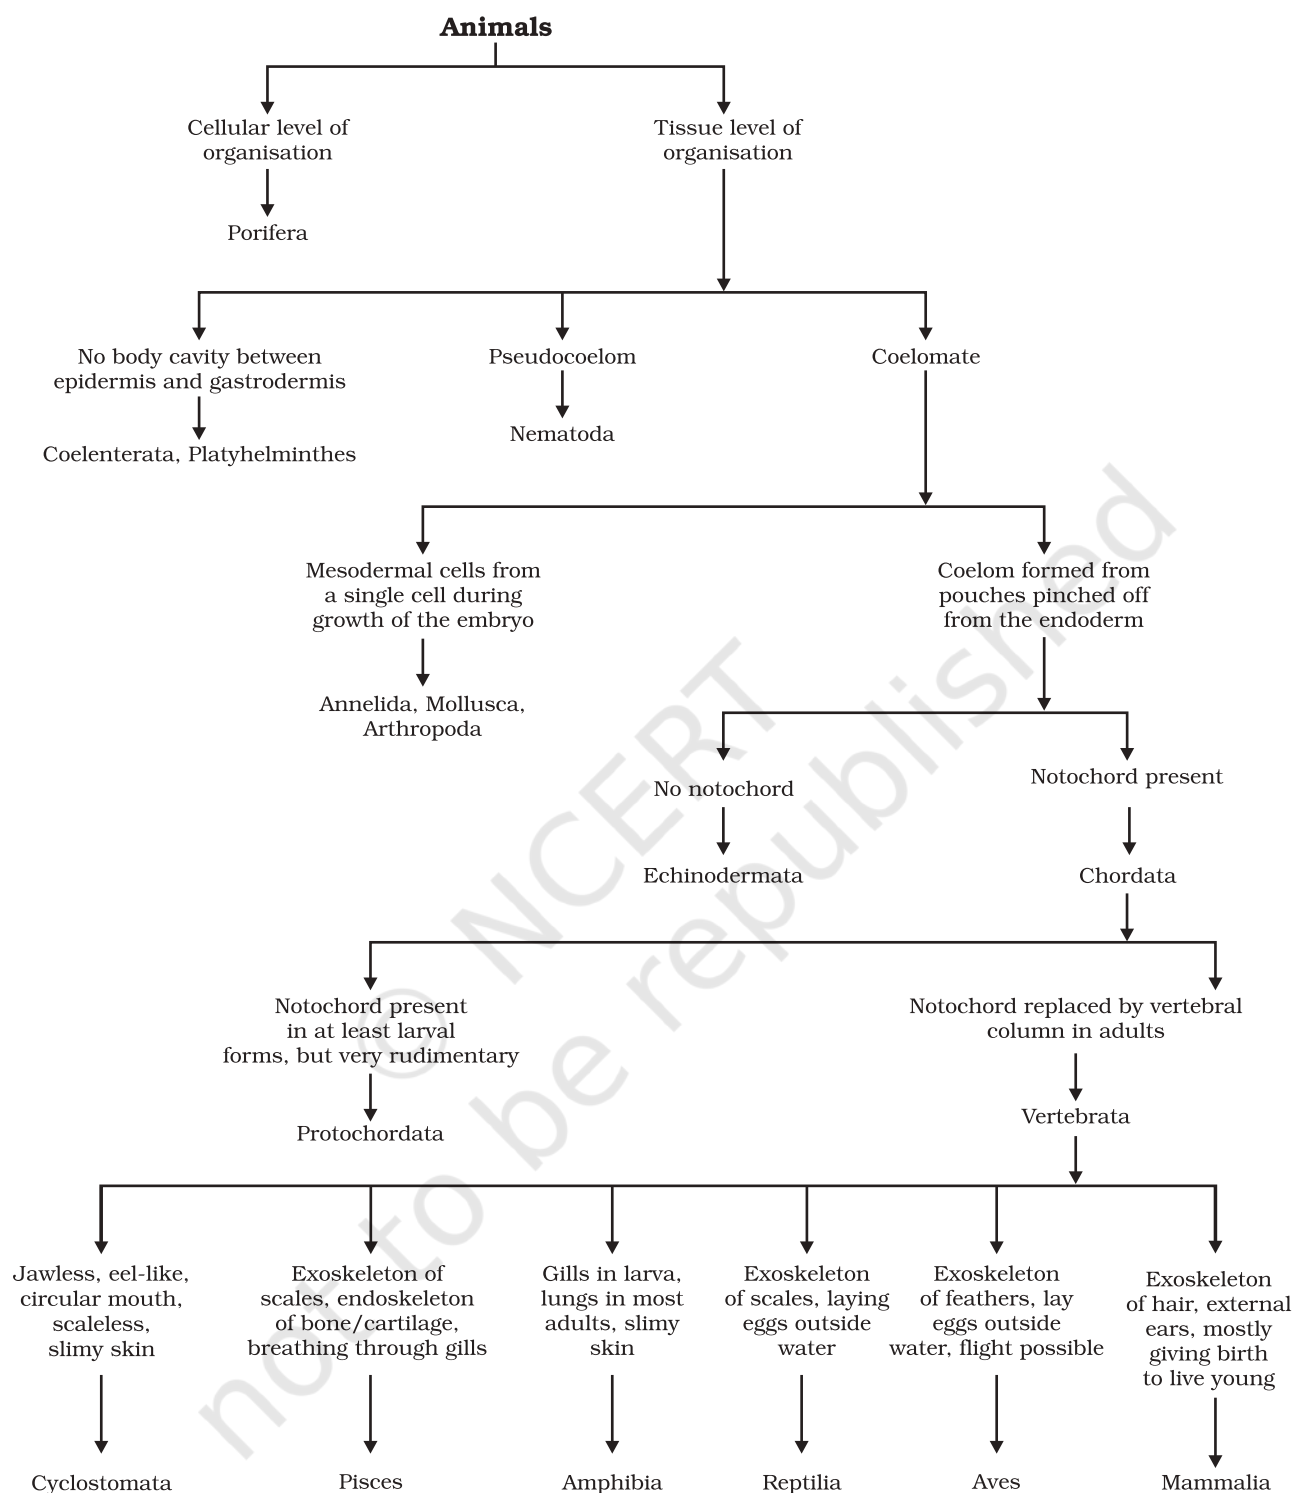 Animals
Cellular level of
organisation
Tissue level of
organisation
Porifera
No body cavity between
epidermis and gastrodermis
Pseudocoelom
Coelomate
Coelenterata, Platyhelminthes
Nematoda
Mesodermal cells from
a single cell during
growth of the embryo
Coelom formed from
pouches pinched off
from the endoderm
Annelida, Mollusca,
Arthropoda
No notochord
Notochord present
Echinodermata
Chordata
Notochord present
in at least larval
forms, but very rudimentary
Notochord replaced by vertebral
column in adults
Protochordata
Vertebrata
Jawless, eel-like,
circular mouth,
scaleless,
slimy skin
Exoskeleton of
scales, endoskeleton
of bone/cartilage,
breathing through gills
Gills in larva,
lungs in most
adults, slimy
skin
Exoskeleton
of scales, laying
eggs outside
water
Exoskeleton
of feathers, lay
eggs outside
water, flight possible
Exoskeleton
of hair, external
ears, mostly
giving birth
to live young
Cyclostomata
Pisces
Amphibia
Reptilia
Aves
Mammalia
© NCERT
not to be republished